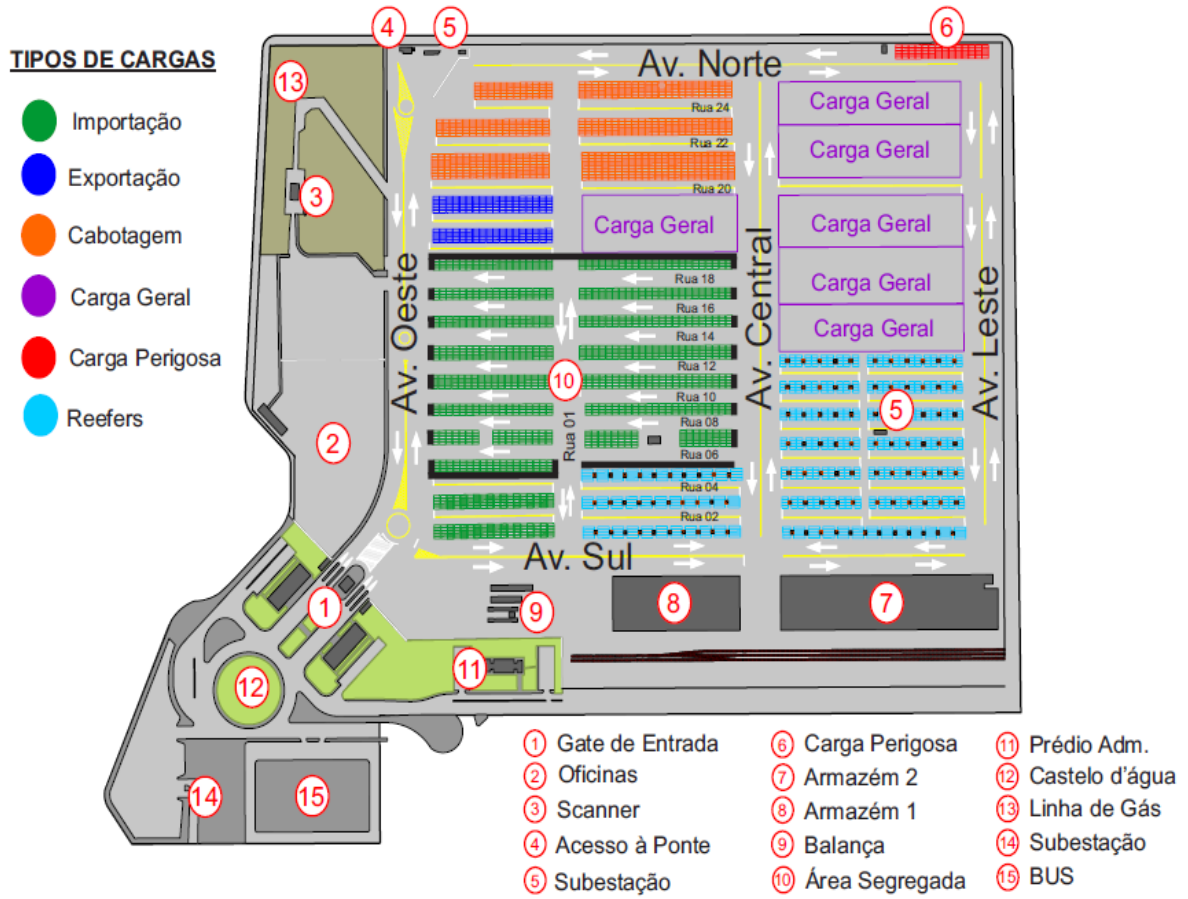 TIPOS DE CARGAS
Importação
Exportação
Cabotagem
Carga Geral
Carga Perigosa
Reefers
4
5
6
13
3
2
10
5
1
9
8
7
11
12
14
15
Av. Norte
Av. Oeste
Av. Central
Av. Leste
Av. Sul
Rua 24
Rua 22
Rua 20
Rua 18
Rua 16
Rua 14
Rua 12
Rua 10
Rua 08
Rua 06
Rua 04
Rua 02
Rua 01
Carga Geral
Carga Geral
Carga Geral
Carga Geral
Carga Geral
Carga Geral
1 Gate de Entrada
2 Oficinas
3 Scanner
4 Acesso à Ponte
5 Subestação
6 Carga Perigosa
7 Armazém 2
8 Armazém 1
9 Balança
10 Área Segregada
11 Prédio Adm.
12 Castelo d'água
13 Linha de Gás
14 Subestação
15 BUS